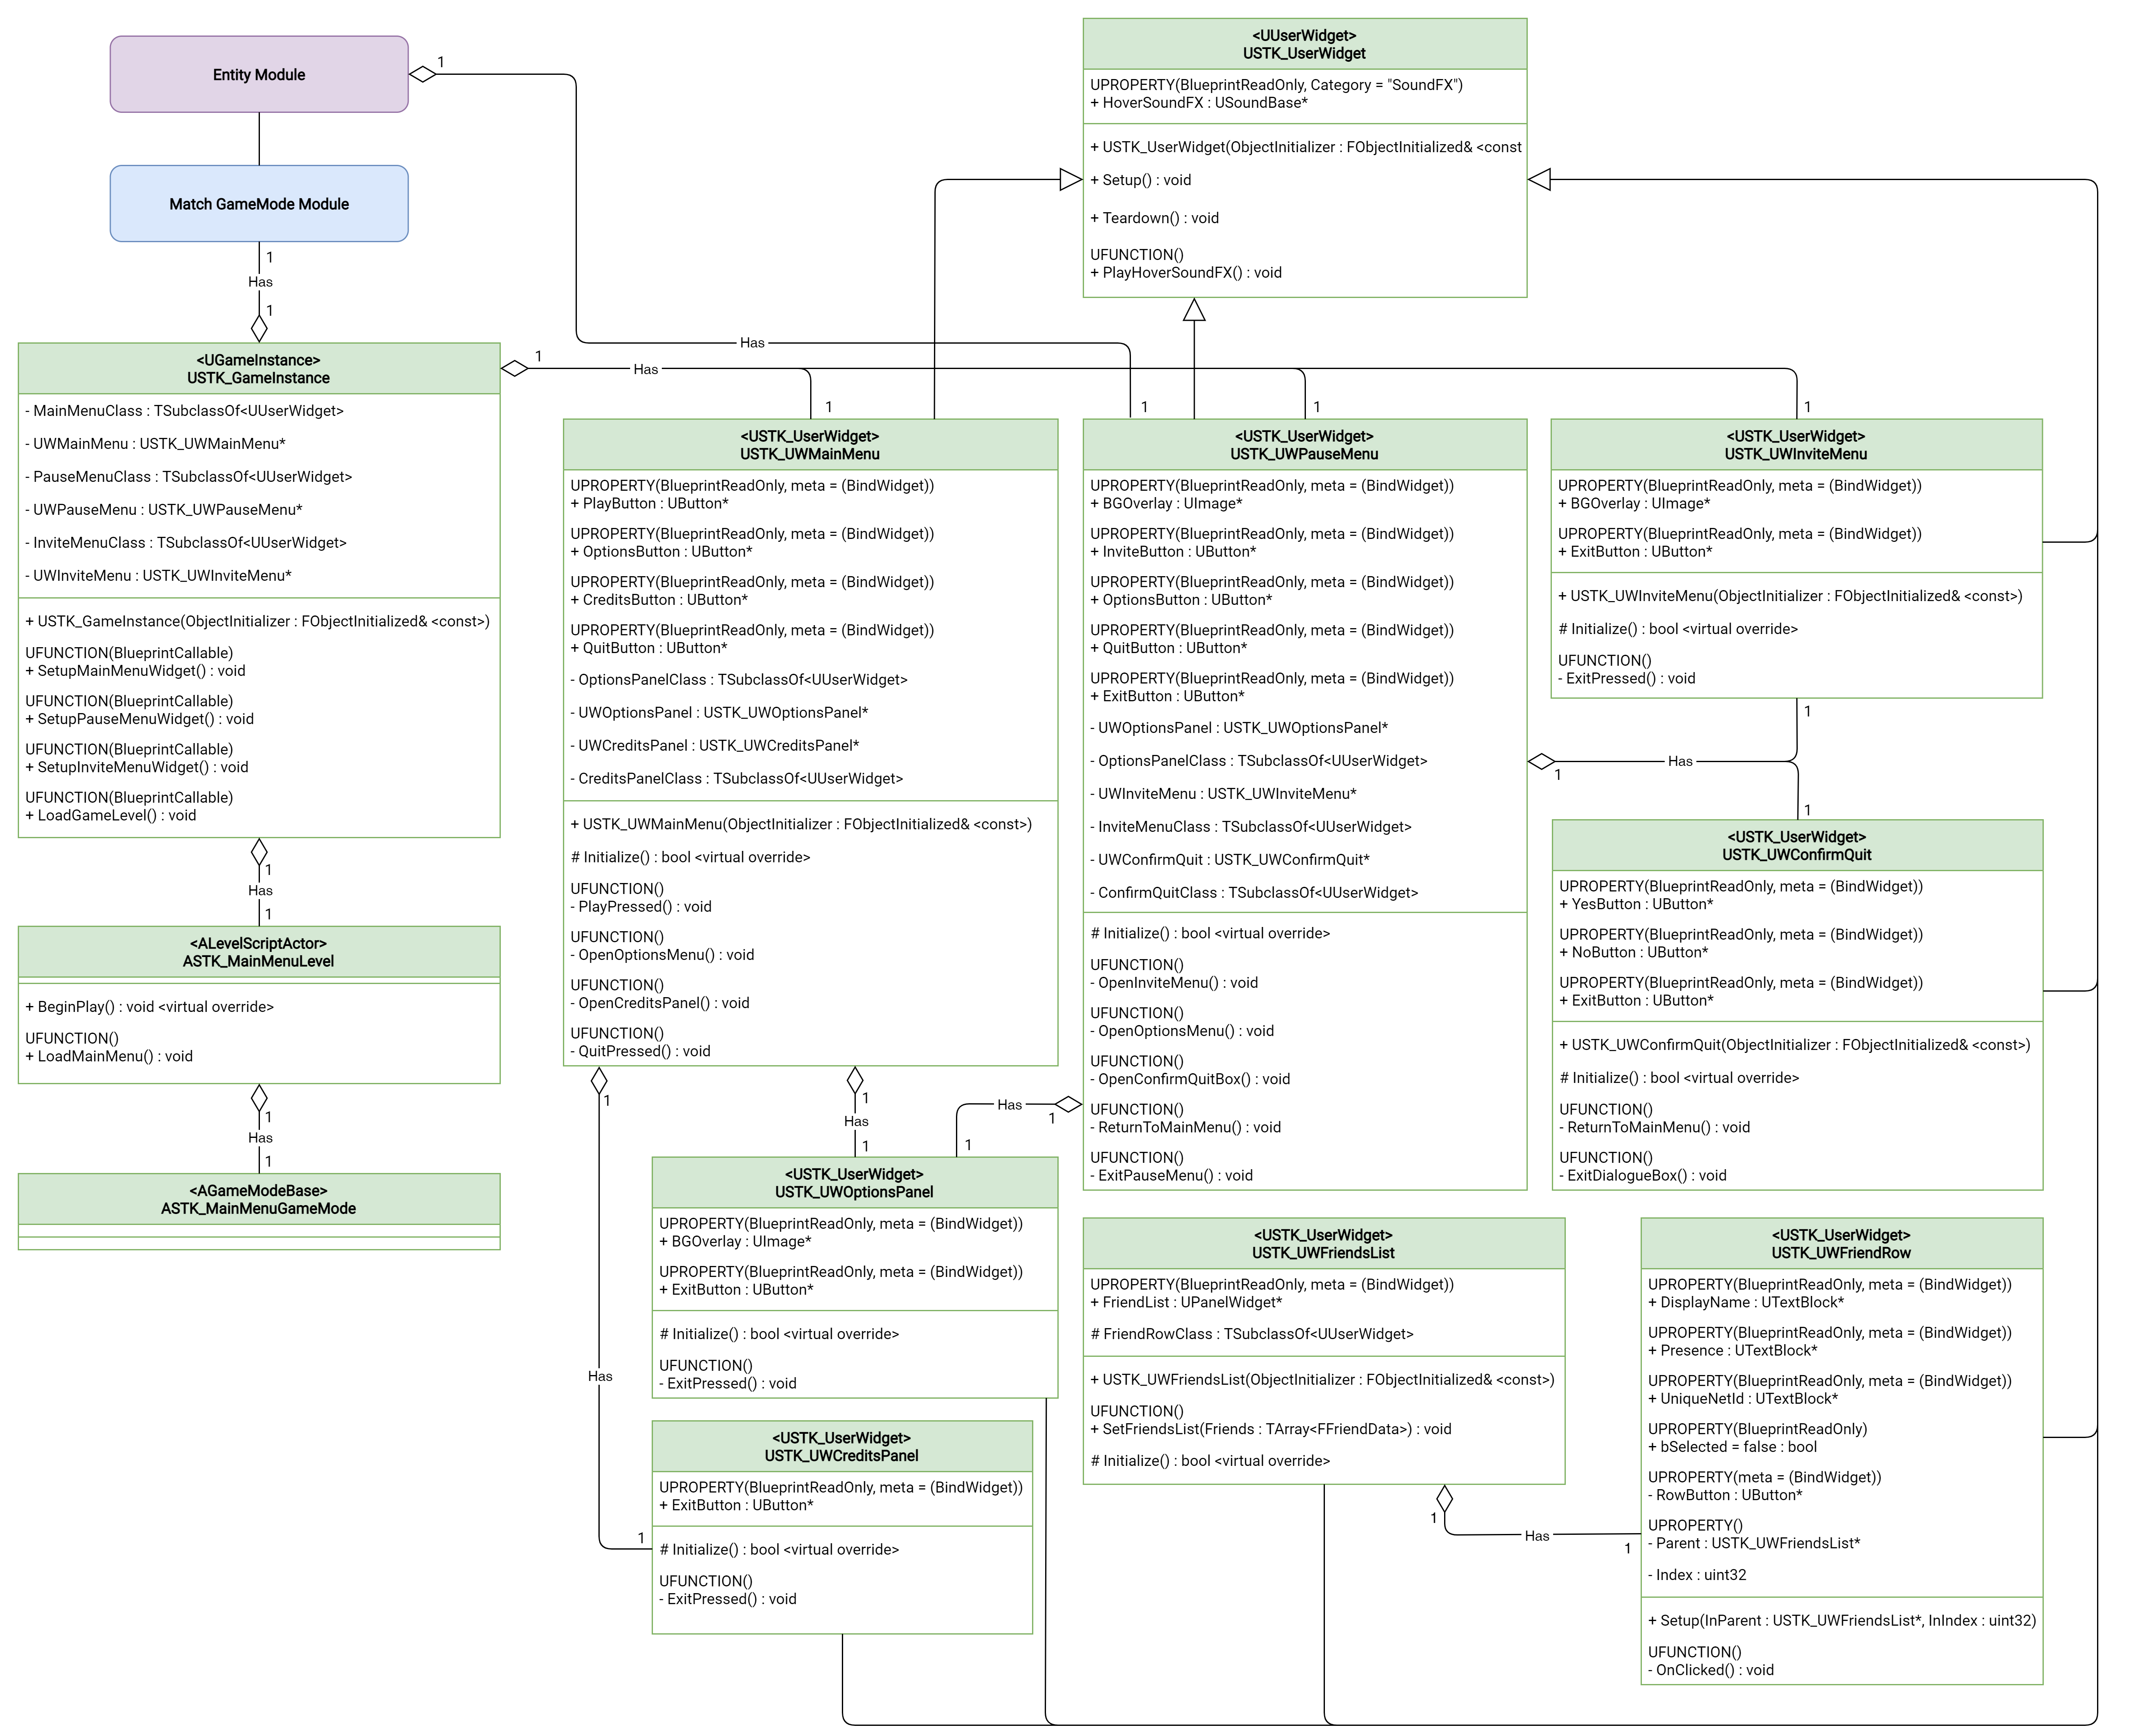 Entity Module
1
Match GameMode Module
1
Has
1
<UGameInstance>
USTK_GameInstance
- MainMenuClass : TSubclassOf<UUserWidget>
- UWMainMenu : USTK_UWMainMenu*
- PauseMenuClass : TSubclassOf<UUserWidget>
- UWPauseMenu : USTK_UWPauseMenu*
- InviteMenuClass : TSubclassOf<UUserWidget>
- UWInviteMenu : USTK_UWInviteMenu*
+ USTK_GameInstance(ObjectInitializer : FObjectInitialized& <const>)
UFUNCTION(BlueprintCallable)
+ SetupMainMenuWidget() : void
UFUNCTION(BlueprintCallable)
+ SetupPauseMenuWidget() : void
UFUNCTION(BlueprintCallable)
+ SetupInviteMenuWidget() : void
UFUNCTION(BlueprintCallable)
+ LoadGameLevel() : void
1
Has
1
<ALevelScriptActor>
ASTK_MainMenuLevel
+ BeginPlay() : void <virtual override>
UFUNCTION()
+ LoadMainMenu() : void
1
Has
1
<AGameModeBase>
ASTK_MainMenuGameMode
<UUserWidget>
USTK_UserWidget
UPROPERTY(BlueprintReadOnly, Category = "SoundFX")
+ HoverSoundFX : USoundBase*
+ USTK_UserWidget(ObjectInitializer : FObjectInitialized& <const
+ Setup() : void
+ Teardown() : void
UFUNCTION()
+ PlayHoverSoundFX() : void
Has
1
Has
1
1
1
1
<USTK_UserWidget>
USTK_UWMainMenu
UPROPERTY(BlueprintReadOnly, meta = (BindWidget))
+ PlayButton : UButton*
UPROPERTY(BlueprintReadOnly, meta = (BindWidget))
+ OptionsButton : UButton*
UPROPERTY(BlueprintReadOnly, meta = (BindWidget))
+ CreditsButton : UButton*
UPROPERTY(BlueprintReadOnly, meta = (BindWidget))
+ QuitButton : UButton*
- OptionsPanelClass : TSubclassOf<UUserWidget>
- UWOptionsPanel : USTK_UWOptionsPanel*
- UWCreditsPanel : USTK_UWCreditsPanel*
- CreditsPanelClass : TSubclassOf<UUserWidget>
+ USTK_UWMainMenu(ObjectInitializer : FObjectInitialized& <const>)
# Initialize() : bool <virtual override>
UFUNCTION()
- PlayPressed() : void
UFUNCTION()
- OpenOptionsMenu() : void
UFUNCTION()
- OpenCreditsPanel() : void
UFUNCTION()
- QuitPressed() : void
<USTK_UserWidget>
USTK_UWPauseMenu
UPROPERTY(BlueprintReadOnly, meta = (BindWidget))
+ BGOverlay : UImage*
UPROPERTY(BlueprintReadOnly, meta = (BindWidget))
+ InviteButton : UButton*
UPROPERTY(BlueprintReadOnly, meta = (BindWidget))
+ OptionsButton : UButton*
UPROPERTY(BlueprintReadOnly, meta = (BindWidget))
+ QuitButton : UButton*
UPROPERTY(BlueprintReadOnly, meta = (BindWidget))
+ ExitButton : UButton*
- UWOptionsPanel : USTK_UWOptionsPanel*
- OptionsPanelClass : TSubclassOf<UUserWidget>
- UWInviteMenu : USTK_UWInviteMenu*
- InviteMenuClass : TSubclassOf<UUserWidget>
- UWConfirmQuit : USTK_UWConfirmQuit*
- ConfirmQuitClass : TSubclassOf<UUserWidget>
# Initialize() : bool <virtual override>
UFUNCTION()
- OpenInviteMenu() : void
UFUNCTION()
- OpenOptionsMenu() : void
UFUNCTION()
- OpenConfirmQuitBox() : void
UFUNCTION()
- ReturnToMainMenu() : void
UFUNCTION()
- ExitPauseMenu() : void
<USTK_UserWidget>
USTK_UWInviteMenu
UPROPERTY(BlueprintReadOnly, meta = (BindWidget))
+ BGOverlay : UImage*
UPROPERTY(BlueprintReadOnly, meta = (BindWidget))
+ ExitButton : UButton*
+ USTK_UWInviteMenu(ObjectInitializer : FObjectInitialized& <const>)
# Initialize() : bool <virtual override>
UFUNCTION()
- ExitPressed() : void
1
Has
1
1
<USTK_UserWidget>
USTK_UWConfirmQuit
UPROPERTY(BlueprintReadOnly, meta = (BindWidget))
+ YesButton : UButton*
UPROPERTY(BlueprintReadOnly, meta = (BindWidget))
+ NoButton : UButton*
UPROPERTY(BlueprintReadOnly, meta = (BindWidget))
+ ExitButton : UButton*
+ USTK_UWConfirmQuit(ObjectInitializer : FObjectInitialized& <const>)
# Initialize() : bool <virtual override>
UFUNCTION()
- ReturnToMainMenu() : void
UFUNCTION()
- ExitDialogueBox() : void
1
Has
1
1
Has
1
Has
1
1
<USTK_UserWidget>
USTK_UWOptionsPanel
UPROPERTY(BlueprintReadOnly, meta = (BindWidget))
+ BGOverlay : UImage*
UPROPERTY(BlueprintReadOnly, meta = (BindWidget))
+ ExitButton : UButton*
# Initialize() : bool <virtual override>
UFUNCTION()
- ExitPressed() : void
<USTK_UserWidget>
USTK_UWCreditsPanel
UPROPERTY(BlueprintReadOnly, meta = (BindWidget))
+ ExitButton : UButton*
# Initialize() : bool <virtual override>
UFUNCTION()
- ExitPressed() : void
<USTK_UserWidget>
USTK_UWFriendsList
UPROPERTY(BlueprintReadOnly, meta = (BindWidget))
+ FriendList : UPanelWidget*
# FriendRowClass : TSubclassOf<UUserWidget>
+ USTK_UWFriendsList(ObjectInitializer : FObjectInitialized& <const>)
UFUNCTION()
+ SetFriendsList(Friends : TArray<FFriendData>) : void
# Initialize() : bool <virtual override>
1
Has
1
<USTK_UserWidget>
USTK_UWFriendRow
UPROPERTY(BlueprintReadOnly, meta = (BindWidget))
+ DisplayName : UTextBlock*
UPROPERTY(BlueprintReadOnly, meta = (BindWidget))
+ Presence : UTextBlock*
UPROPERTY(BlueprintReadOnly, meta = (BindWidget))
+ UniqueNetId : UTextBlock*
UPROPERTY(BlueprintReadOnly)
+ bSelected = false : bool
UPROPERTY(meta = (BindWidget))
- RowButton : UButton*
UPROPERTY()
- Parent : USTK_UWFriendsList*
- Index : uint32
+ Setup(InParent : USTK_UWFriendsList*, InIndex : uint32)
UFUNCTION()
- OnClicked() : void